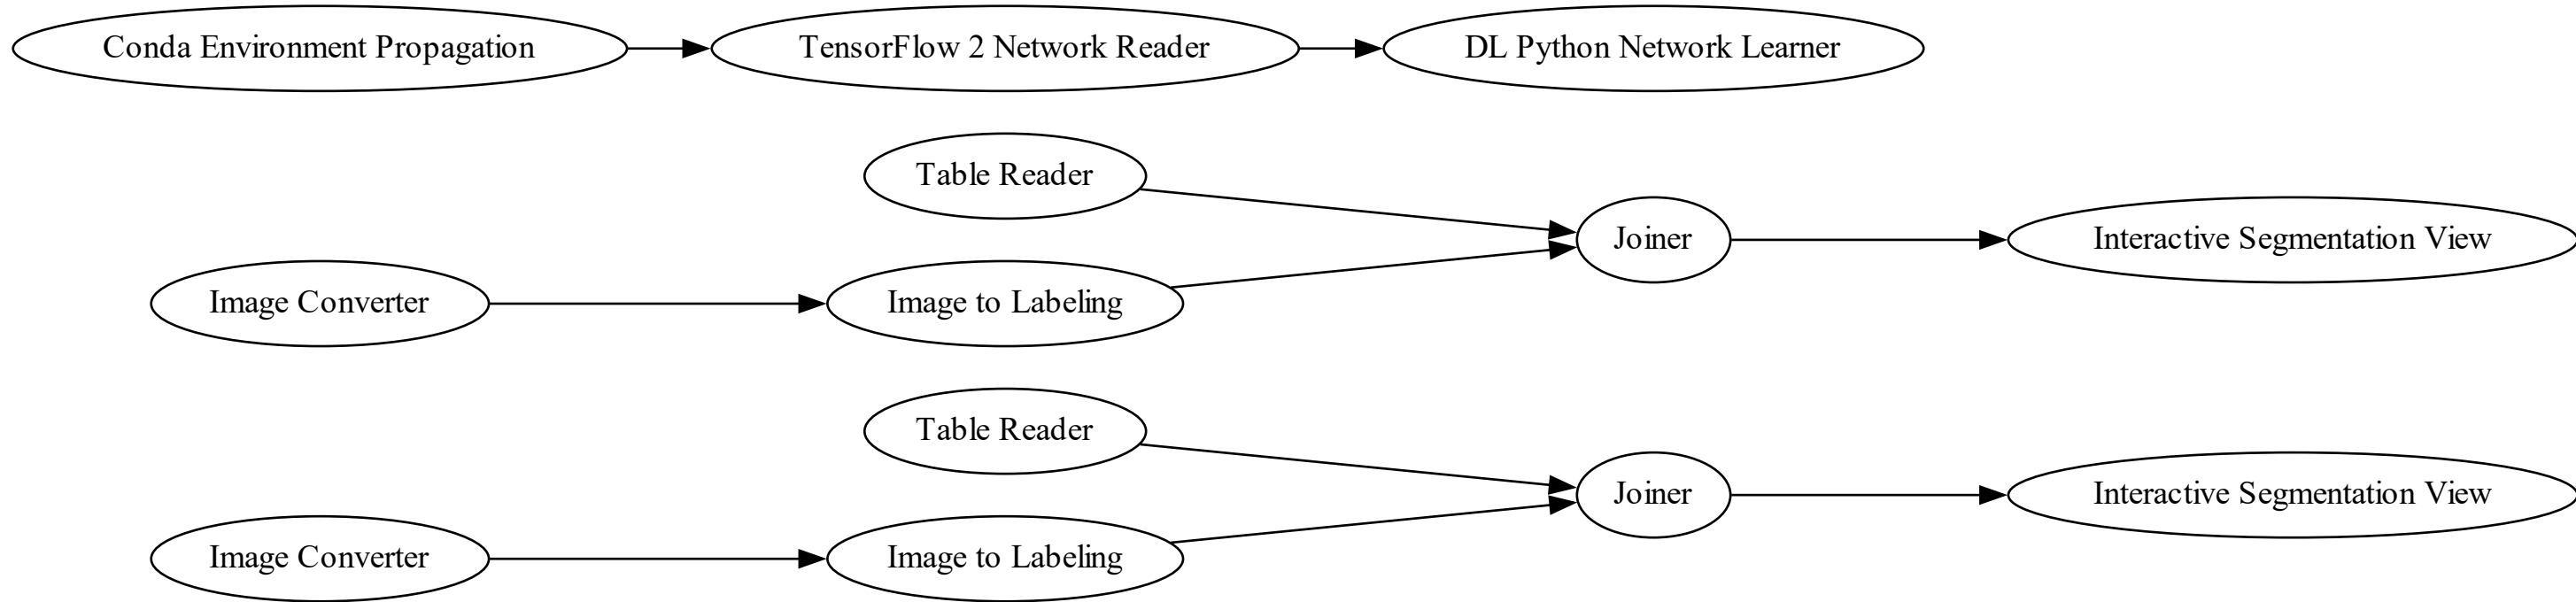 Conda Environment Propagation
TensorFlow 2 Network Reader
DL Python Network Learner
Table Reader
Joiner
Interactive Segmentation View
Image Converter
Image to Labeling
Table Reader
Joiner
Interactive Segmentation View
Image Converter
Image to Labeling